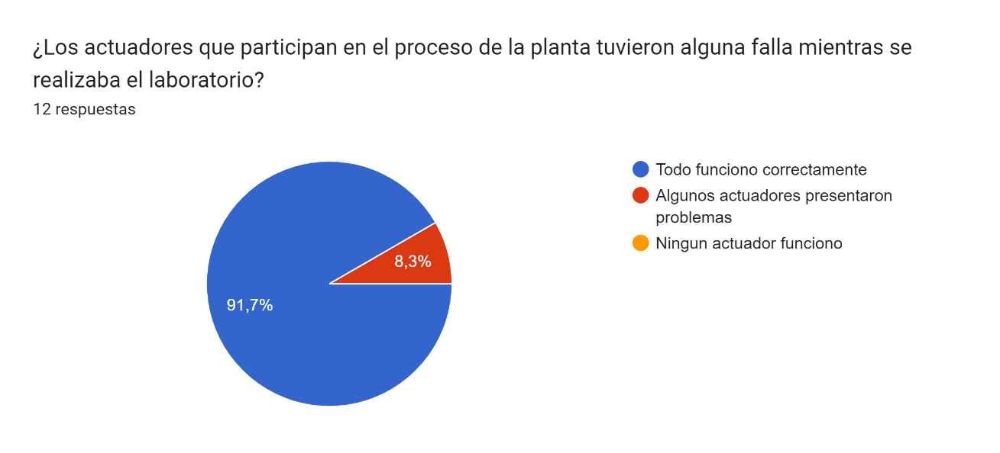 ¿Los actuadores que participan en el proceso de la planta tuvieron alguna falla mientras se
realizaba el laboratorio?
12 respuestas
Todo funciono correctamente
Algunos actuadores presentaron
problemas
Ningun actuador funciono
8,3%
91,7%